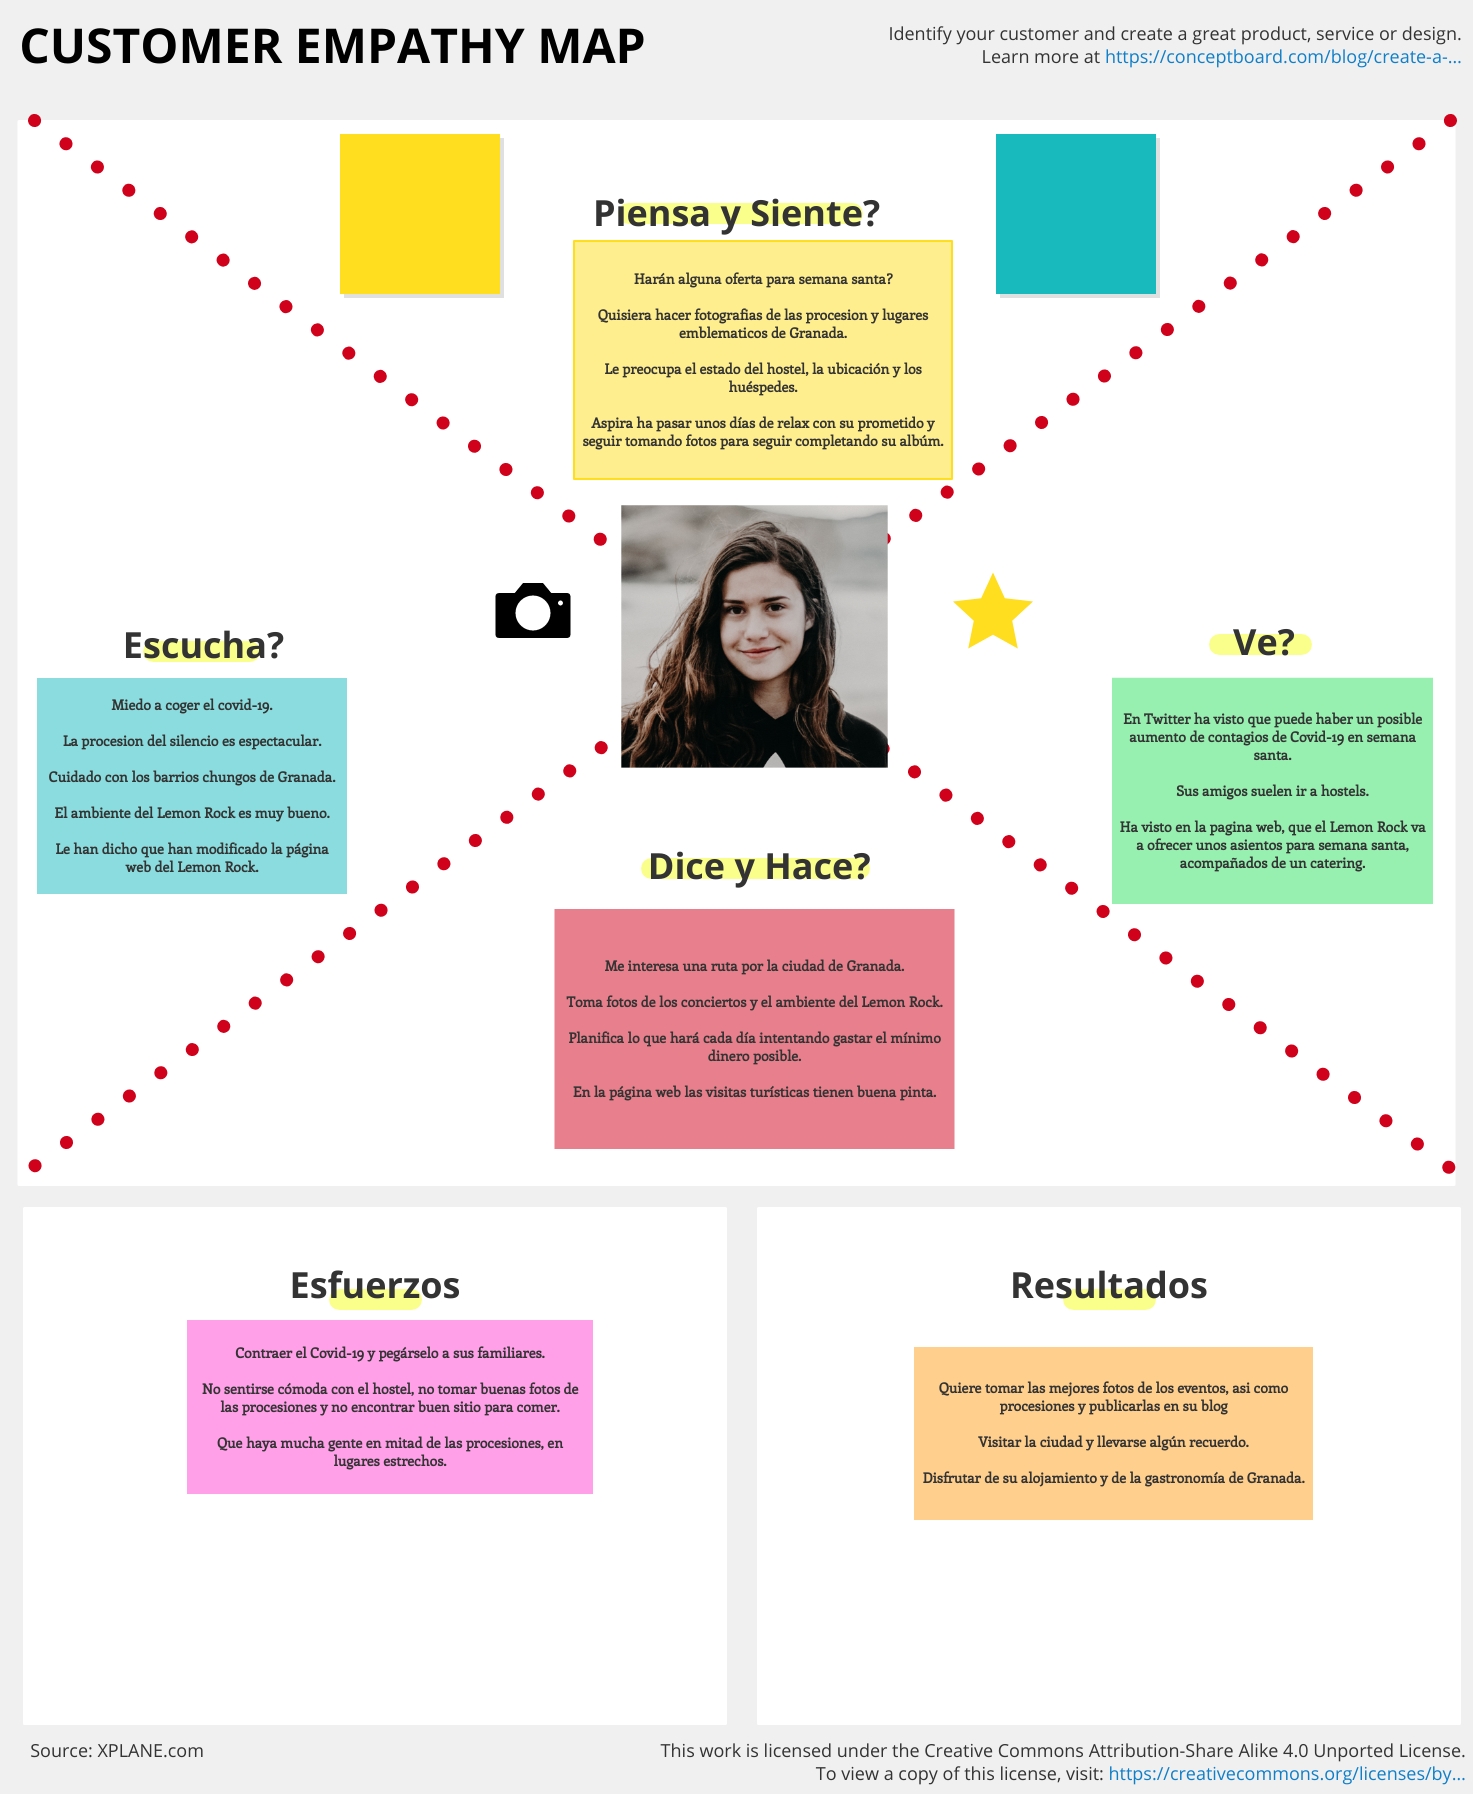 CUSTOMER EMPATHY MAP
Identify your customer and create a great product, service or design.
Learn more at https://conceptboard.com/blog/create-a-...
Piensa y Siente?
Harán alguna oferta para semana santa?
Quisiera hacer fotografias de las procesion y lugares
emblematicos de Granada.
Le preocupa el estado del hostel, la ubicación y los
huéspedes.
Aspira ha pasar unos días de relax con su prometido y
seguir tomando fotos para seguir completando su albúm.
Escucha?
Miedo a coger el covid-19.
La procesion del silencio es espectacular.
Cuidado con los barrios chungos de Granada.
El ambiente del Lemon Rock es muy bueno.
Le han dicho que han modificado la página
web del Lemon Rock.
Ve?
En Twitter ha visto que puede haber un posible
aumento de contagios de Covid-19 en semana
santa.
Sus amigos suelen ir a hostels.
Ha visto en la pagina web, que el Lemon Rock va
a ofrecer unos asientos para semana santa,
acompañados de un catering.
Dice y Hace?
Me interesa una ruta por la ciudad de Granada.
Toma fotos de los conciertos y el ambiente del Lemon Rock.
Planifica lo que hará cada día intentando gastar el mínimo
dinero posible.
En la página web las visitas turísticas tienen buena pinta.
Esfuerzos
Contraer el Covid-19 y pegárselo a sus familiares.
No sentirse cómoda con el hostel, no tomar buenas fotos de
las procesiones y no encontrar buen sitio para comer.
Que haya mucha gente en mitad de las procesiones, en
lugares estrechos.
Resultados
Quiere tomar las mejores fotos de los eventos, asi como
procesiones y publicarlas en su blog
Visitar la ciudad y llevarse algún recuerdo.
Disfrutar de su alojamiento y de la gastronomía de Granada.
Source: XPLANE.com
This work is licensed under the Creative Commons Attribution-Share Alike 4.0 Unported License.
To view a copy of this license, visit: https://creativecommons.org/licenses/by...